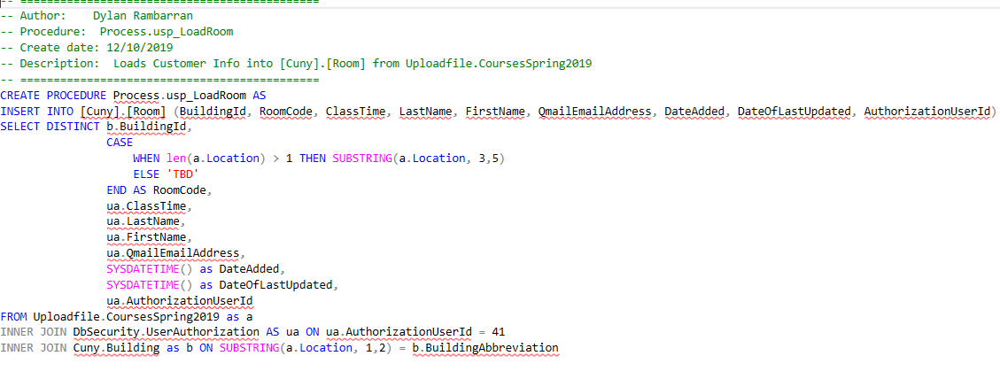 -- =============================================
-- Author:    Dylan Rambarran
-- Procedure:  Process.usp_LoadRoom
-- Create date: 12/10/2019
-- Description:  Loads Customer Info into [Cuny].[Room] from Uploadfile.CoursesSpring2019
-- =============================================
CREATE PROCEDURE Process.usp_LoadRoom AS
INSERT INTO [Cuny].[Room] (BuildingId, RoomCode, ClassTime, LastName, FirstName, QmailEmailAddress, DateAdded, DateOfLastUpdated, AuthorizationUserId)
SELECT DISTINCT b.BuildingId,
                CASE
                    WHEN len(a.Location) > 1 THEN SUBSTRING(a.Location, 3,5)
                    ELSE 'TBD'
                END AS RoomCode,
                ua.ClassTime,
                ua.LastName,
                ua.FirstName,
                ua.QmailEmailAddress,
                SYSDATETIME() as DateAdded,
                SYSDATETIME() as DateOfLastUpdated,
                ua.AuthorizationUserId
FROM Uploadfile.CoursesSpring2019 as a
INNER JOIN DbSecurity.UserAuthorization AS ua ON ua.AuthorizationUserId = 41
INNER JOIN Cuny.Building as b ON SUBSTRING(a.Location, 1,2) = b.BuildingAbbreviation